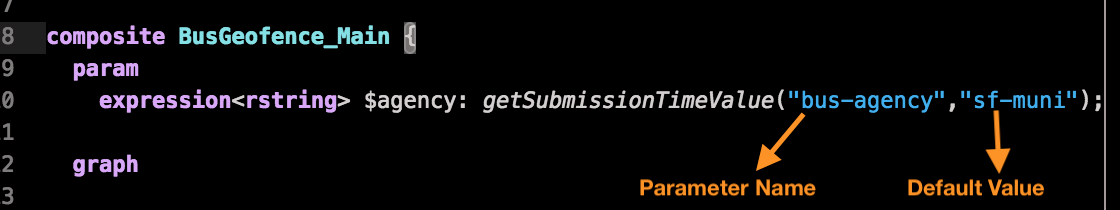 7
8 composite BusGeofence_Main {
9 param
0 expression<rstring> $agency: getSubmissionTimeValue("bus-agency","sf-muni");
1
2 graph
3
Parameter Name Default Value